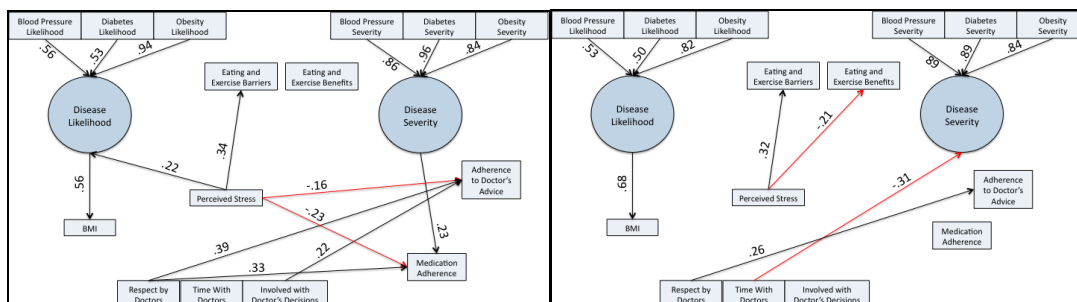 Blood Pressure
Likelihood
Diabetes
Likelihood
Obesity
Likelihood
Blood Pressure
Severity
Diabetes
Severity
Obesity
Severity
.56
.53
.94
.86
.96
.84
Eating and
Exercise Barriers
Eating and
Exercise Benefits
Disease
Likelihood
Disease
Severity
.34
.22
.56
-.16
Adherence
to Doctor's
Advice
Perceived Stress
-.23
BMI
.23
.39
.22
.33
Medication
Adherence
Respect by
Doctors
Time With
Doctors
Involved with
Doctor's Decisions
Blood Pressure
Likelihood
Diabetes
Likelihood
Obesity
Likelihood
Blood Pressure
Severity
Diabetes
Severity
Obesity
Severity
.53
.50
.82
89
.89
.84
Eating and
Exercise Barriers
Eating and
Exercise Benefits
Disease
Likelihood
Disease
Severity
-.21
.32
.68
-.31
Adherence
to Doctor's
Advice
Perceived Stress
BMI
Medication
Adherence
.26
Respect by
Doctors
Time With
Doctors
Involved with
Doctor's Decisions